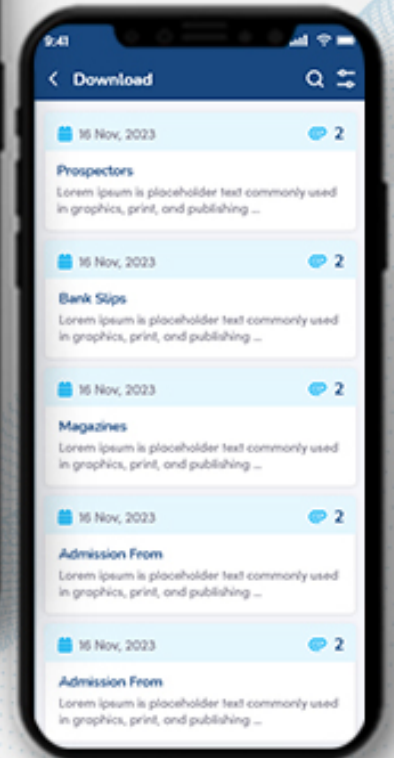 9:41
Download
16 Nov, 2023 2
Prospectors
Lorem ipsum is placeholder text commonly used
in graphics, print, and publishing ...
16 Nov, 2023 2
Bank Slips
Lorem ipsum is placeholder text commonly used
in graphics, print, and publishing ...
16 Nov, 2023 2
Magazines
Lorem ipsum is placeholder text commonly used
in graphics, print, and publishing ...
16 Nov, 2023 2
Admission From
Lorem ipsum is placeholder text commonly used
in graphics, print, and publishing ...
16 Nov, 2023 2
Admission From
Lorem ipsum is placeholder text commonly used
in graphics, print, and publishing ...